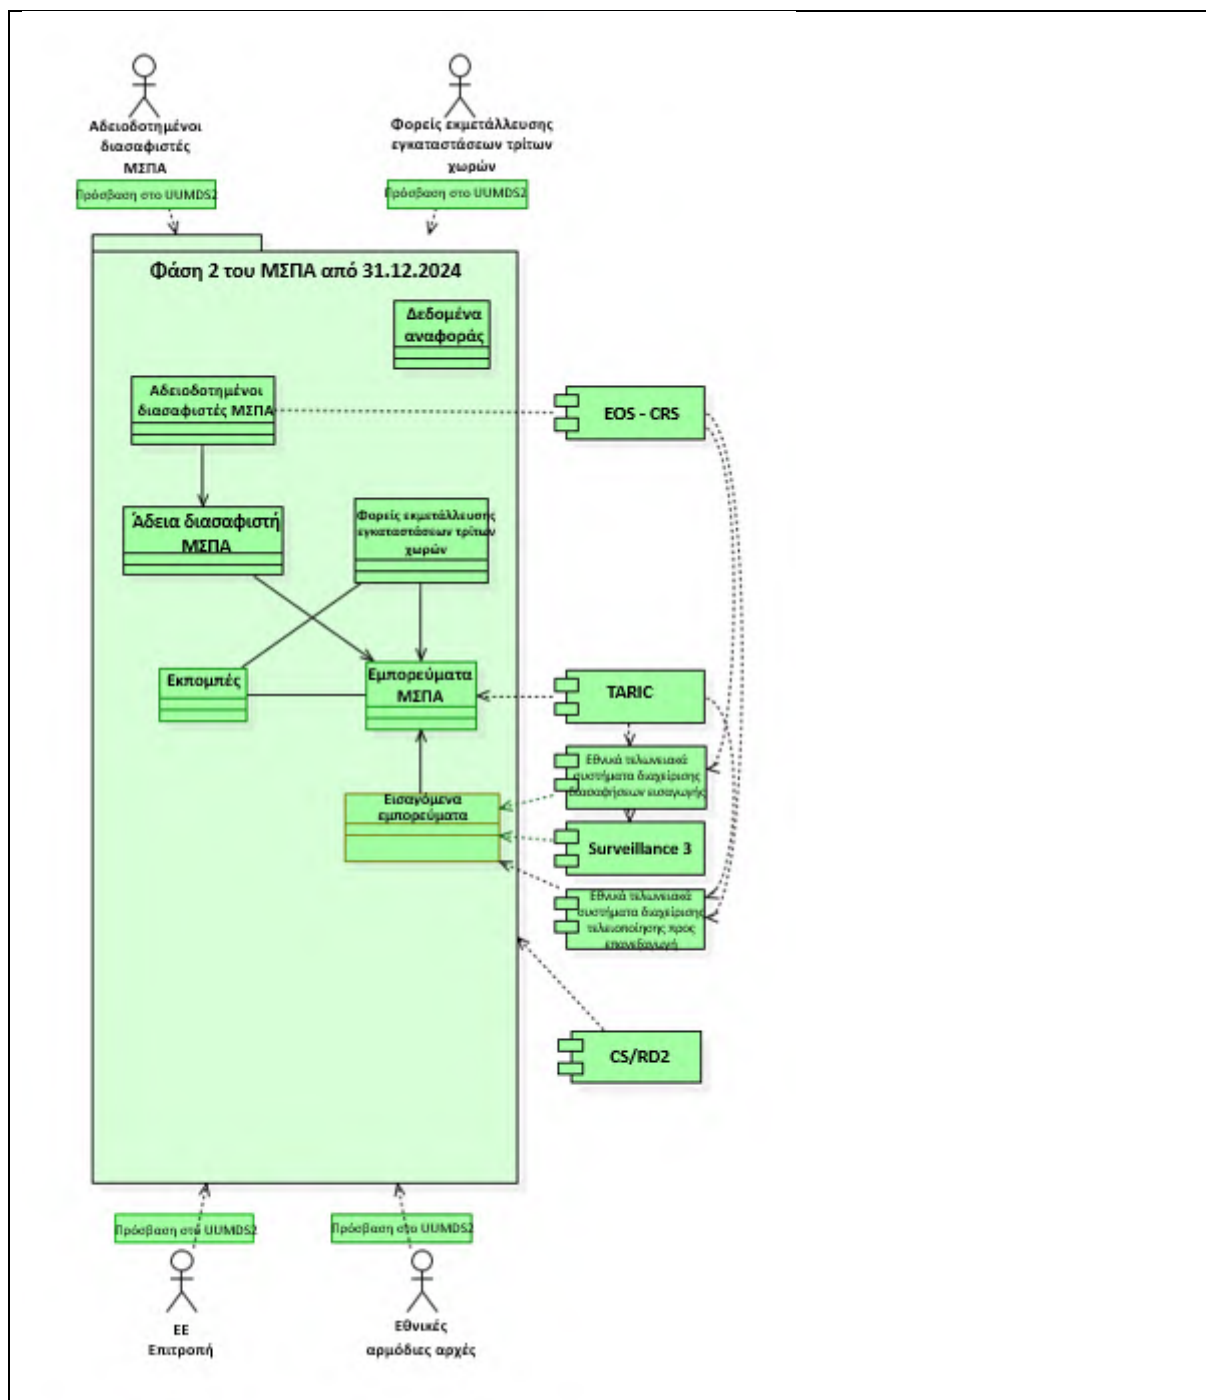 Αδειοδοτημένοι
διασαφιστές
ΜΣΠΑ
Πρόσβαση στο UUMDS2
Φορείς εκμετάλλευσης
εγκαταστάσεων τρίτων
χωρών
Πρόσβαση στο UUMDS2
Φάση 2 του ΜΣΠΑ από 31.12.2024
Δεδομένα
αναφοράς
Αδειοδοτημένοι
διασαφιστές ΜΣΠΑ
EOS - CRS
Άδεια διασαφιστή
ΜΣΠΑ
Φορείς εκμετάλλευσης
εγκαταστάσεων τρίτων
χωρών
Εκπομπές
Εμπορεύματα
ΜΣΠΑ
TARIC
Εθνικά τελωνειακά
συστήματα διαχείρισης
διασαφήσεων εισαγωγής
Εισαγόμενα
εμπορεύματα
Surveillance 3
Εθνικά τελωνειακά
συστήματα διαχείρισης
τελειοποίησης προς
επανεξαγωγή
CS/RD2
Πρόσβαση στο UUMDS2
ΕΕ
Επιτροπή
Πρόσβαση στο UUMDS2
Εθνικές
αρμόδιες αρχές